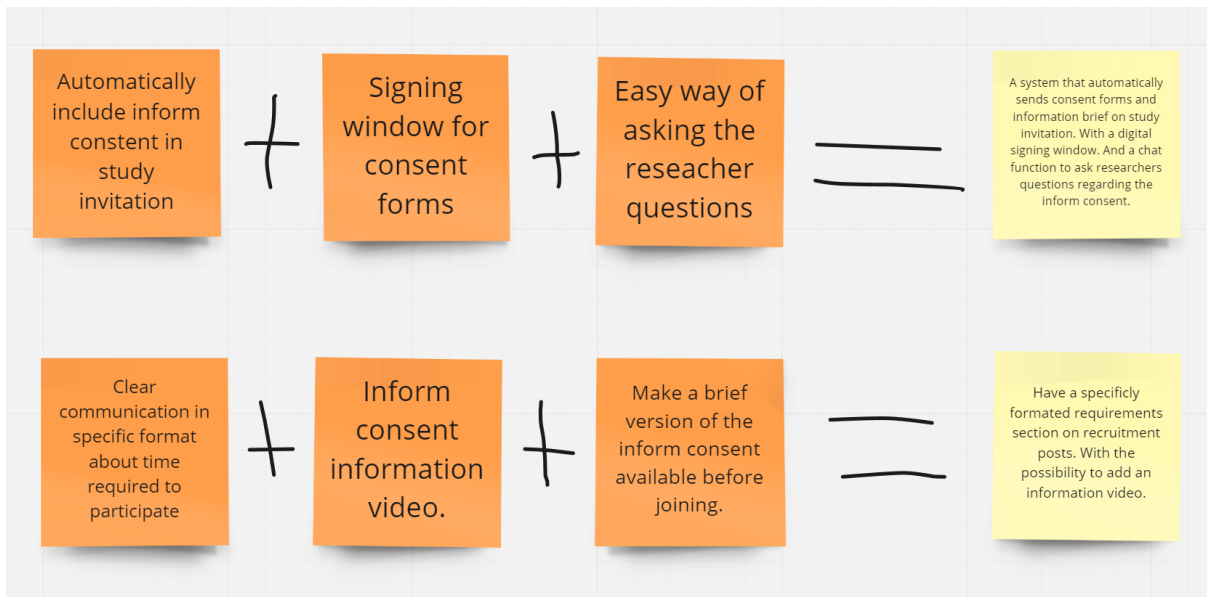 Automatically
include inform
constent in
study
invitation
+
Signing
window for
consent
forms
+
Easy way of
asking the
reseacher
questions
=
A system that automatically
sends consent forms and
information brief on study
invitation. With a digital
signing window. And a chat
function to ask researchers
questions regarding the
inform consent.
Clear
communication in
specific format
about time
required to
participate
+
Inform
consent
information
video.
+
Make a brief
version of the
inform consent
available before
joining.
=
Have a specificly
formated requirements
section on recruitment
posts. With the
possibility to add an
information video.